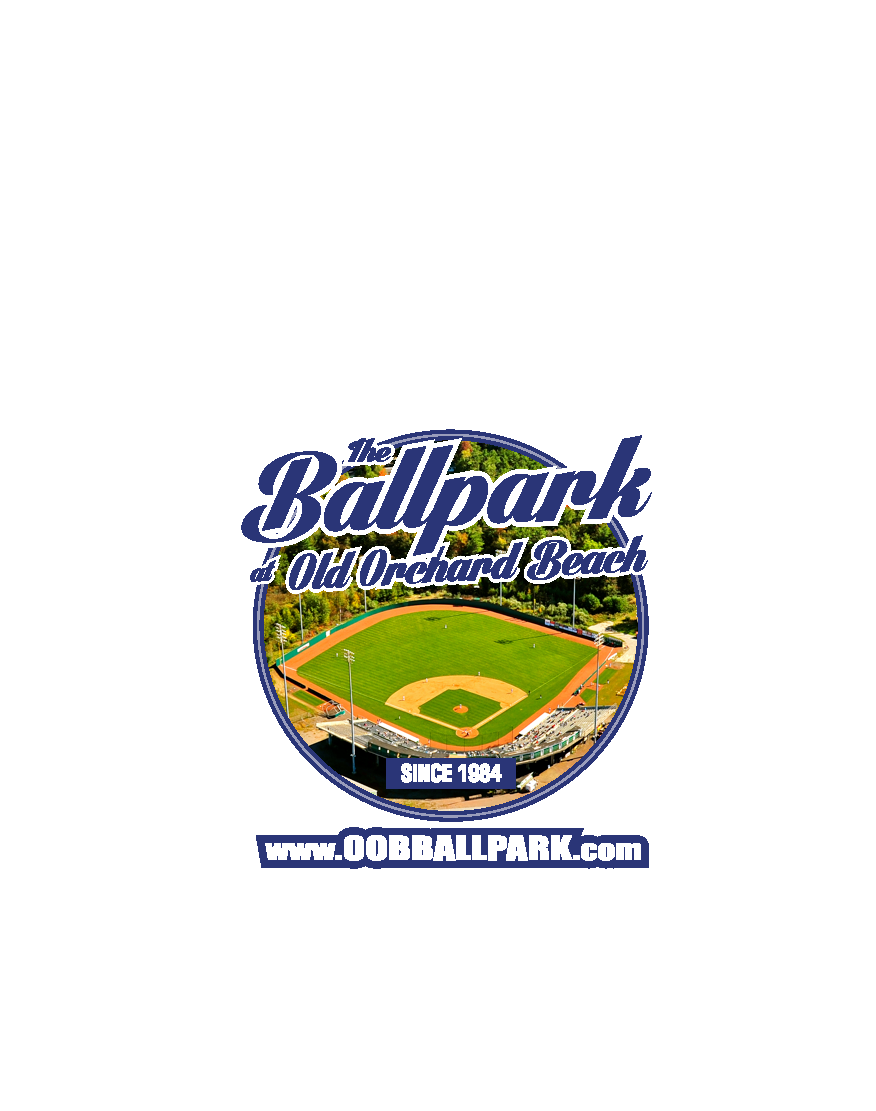 The
Ballpark
at Old Orchard Beach
SINCE 1984
www.OOBBALLPARK.com